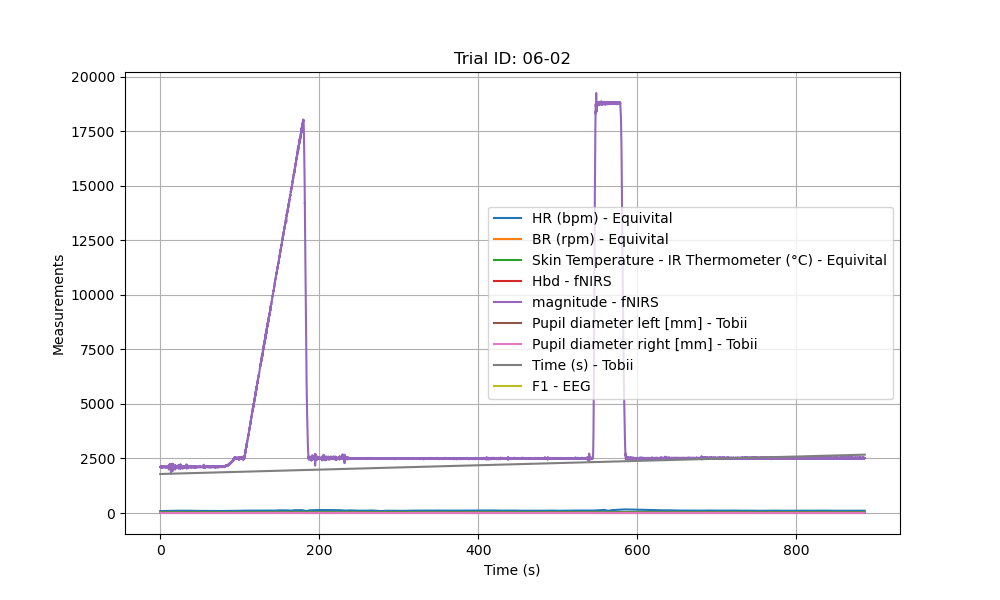 Trial ID: 06-02
20000
17500
15000
12500
10000
7500
5000
2500
0
Measurements
HR (bpm) - Equivital
BR (rpm) - Equivital
Skin Temperature - IR Thermometer (°C) - Equivital
Hbd - fNIRS
magnitude - fNIRS
Pupil diameter left [mm] - Tobii
Pupil diameter right [mm] - Tobii
Time (s) - Tobii
F1 - EEG
0 200 400 600 800
Time (s)